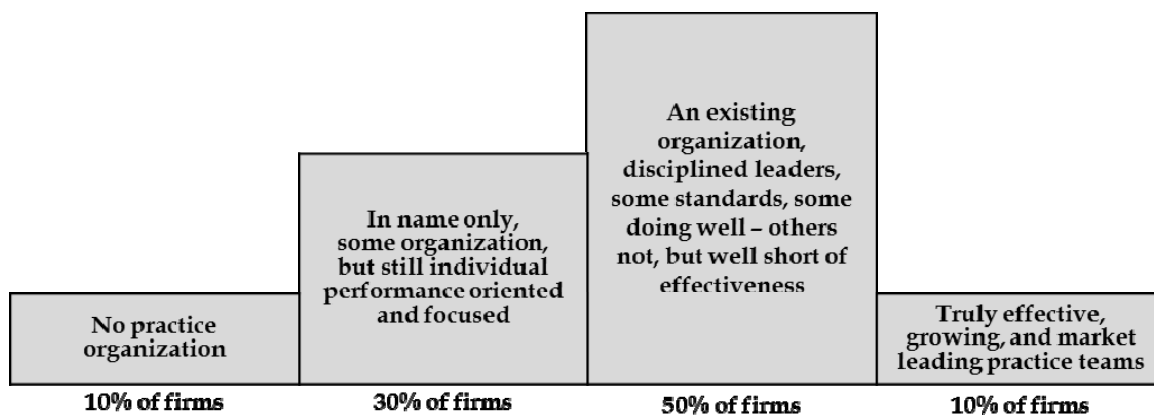 No practice
organization
In name only,
some organization,
but still individual
performance oriented
and focused
An existing
organization,
disciplined leaders,
some standards, some
doing well – others
not, but well short of
effectiveness
Truly effective,
growing, and market
leading practice teams
10% of firms
30% of firms
50% of firms
10% of firms